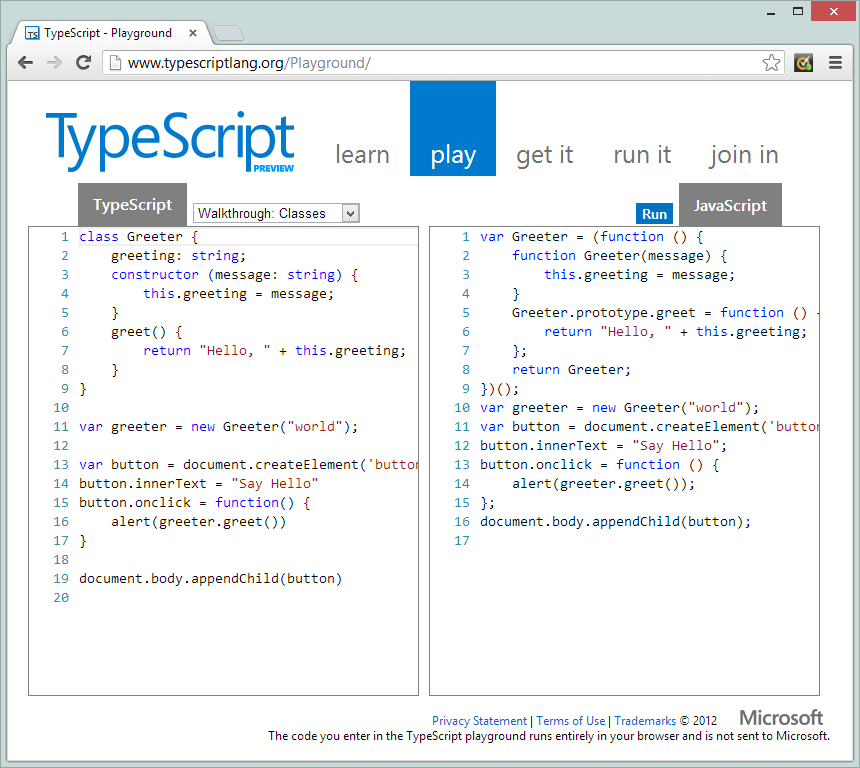 TypeScript - Playground
www.typescriptlang.org/Playground/
TypeScript
PREVIEW
learn
play
get it
run it
join in
TypeScript
Walkthrough: Classes
1 class Greeter {
2     greeting: string;
3     constructor (message: string) {
4         this.greeting = message;
5     }
6     greet() {
7         return "Hello, " + this.greeting;
8     }
9 }
10
11 var greeter = new Greeter("world");
12
13 var button = document.createElement('button
14 button.innerText = "Say Hello"
15 button.onclick = function() {
16     alert(greeter.greet())
17 }
18
19 document.body.appendChild(button)
20
Run
JavaScript
1 var Greeter = (function () {
2     function Greeter(message) {
3         this.greeting = message;
4     }
5     Greeter.prototype.greet = function () {
6         return "Hello, " + this.greeting;
7     };
8     return Greeter;
9 })();
10 var greeter = new Greeter("world");
11 var button = document.createElement('button
12 button.innerText = "Say Hello";
13 button.onclick = function () {
14     alert(greeter.greet());
15 };
16 document.body.appendChild(button);
17
Privacy Statement | Terms of Use | Trademarks © 2012 Microsoft
The code you enter in the TypeScript playground runs entirely in your browser and is not sent to Microsoft.